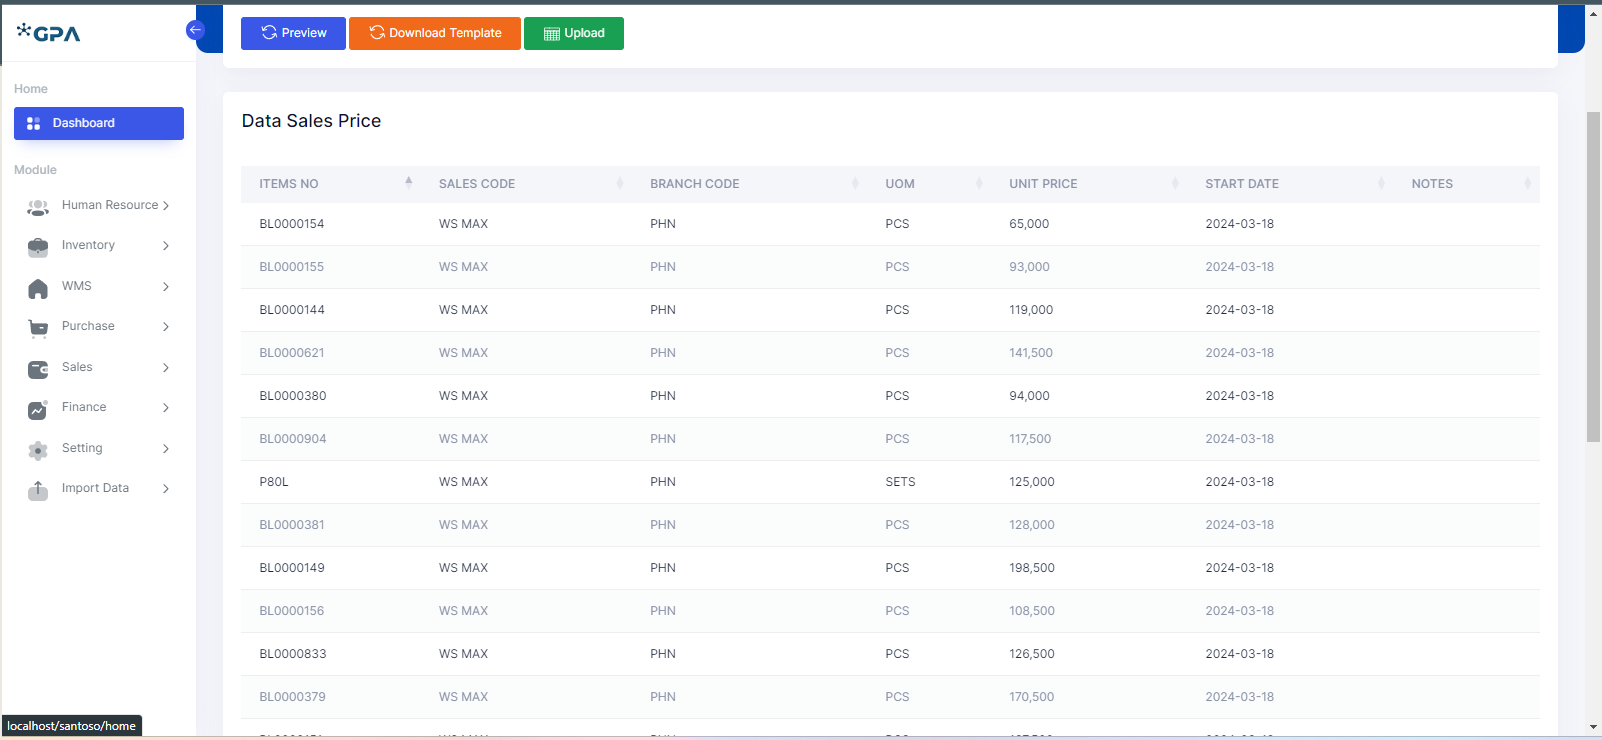 GPA
Preview Download Template Upload
Home
Dashboard
Module
Human Resource
Inventory
WMS
Purchase
Sales
Finance
Setting
Import Data
Data Sales Price
ITEMS NO SALES CODE BRANCH CODE UOM UNIT PRICE START DATE NOTES
BL0000154 WS MAX PHN PCS 65,000 2024-03-18
BL0000155 WS MAX PHN PCS 93,000 2024-03-18
BL0000144 WS MAX PHN PCS 119,000 2024-03-18
BL0000621 WS MAX PHN PCS 141,500 2024-03-18
BL0000380 WS MAX PHN PCS 94,000 2024-03-18
BL0000904 WS MAX PHN PCS 117,500 2024-03-18
P80L WS MAX PHN SETS 125,000 2024-03-18
BL0000381 WS MAX PHN PCS 128,000 2024-03-18
BL0000149 WS MAX PHN PCS 198,500 2024-03-18
BL0000156 WS MAX PHN PCS 108,500 2024-03-18
BL0000833 WS MAX PHN PCS 126,500 2024-03-18
BL0000379 WS MAX PHN PCS 170,500 2024-03-18
localhost/santoso/home